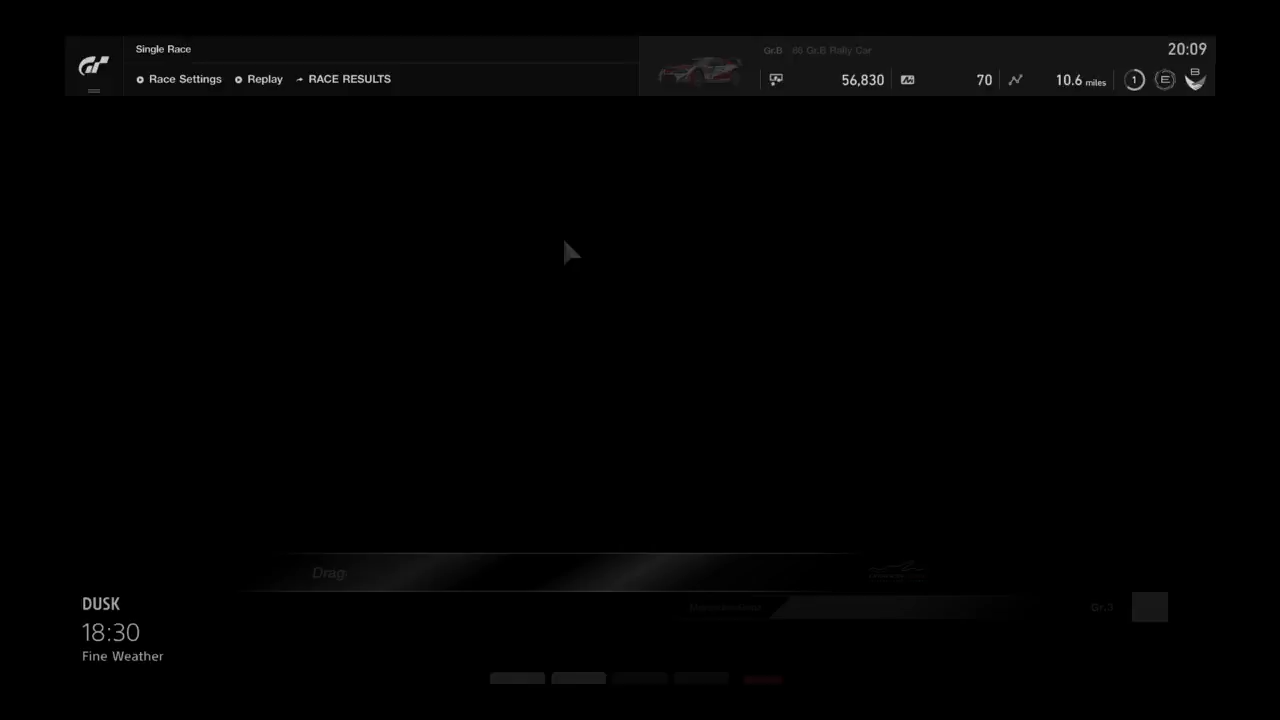 Single Race
Race Settings Replay RACE RESULTS
Gr.B 86 Gr.B Rally Car
20:09
56,830 70 10.6 miles 1 E B
Drag
DUSK
18:30
Fine Weather
Gr.3